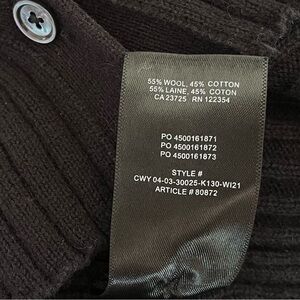 55% WOOL, 45% COTTON
55% LAINE, 45% COTON
CA 23725 RN 122354
PO 4500161871
PO 4500161872
PO 4500161873
STYLE #
CWY 04-03-30025-K130-WI21
ARTICLE # 80872